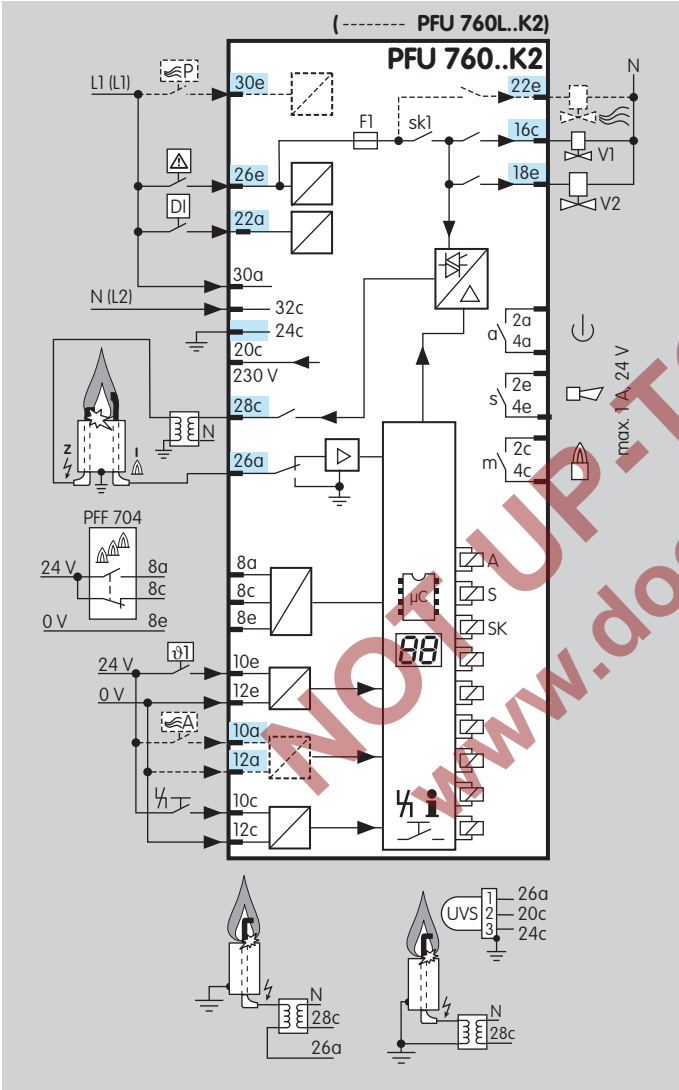 ( ------- PFU 760L..K2)
PFU 760..K2
L1 (L1)
P
30e
22e
N
F1
sk1
16c
V1
26e
18e
V2
DI
22a
30a
N (L2)
32c
24c
20c
230 V
28c
N
a
2a
4a
s
2e
4e
m
2c
4c
max. 1 A, 24 V
Z
I
26a
PFF 704
24 V
8a
8c
0 V
8e
8a
8c
8e
µC
88
A
S
SK
24 V
ϑ1
10e
0 V
12e
A
10a
12a
10c
12c
i
NOT UP-TO
www.doc
N
28c
26a
UVS
1
2
3
26a
20c
24c
N
28c